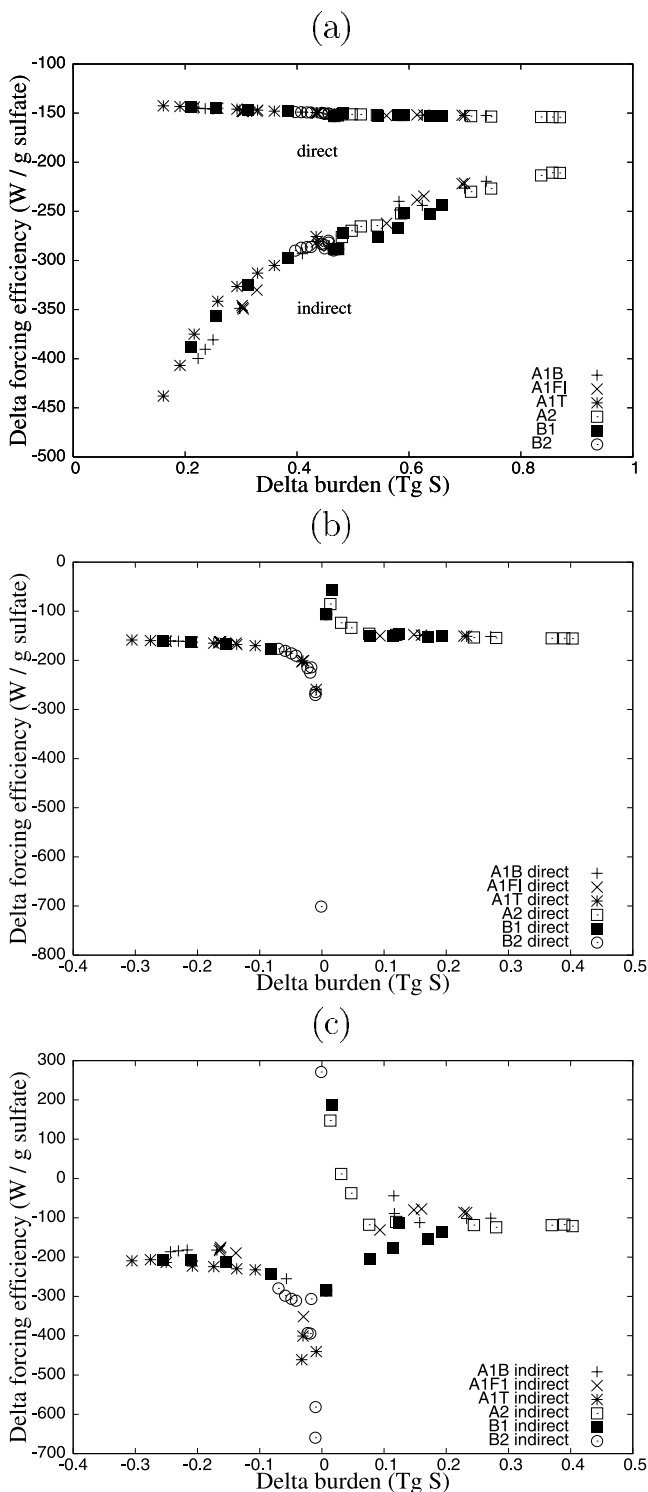 (a)
Delta forcing efficiency (W / g sulfate)
-100
-150
-200
-250
-300
-350
-400
-450
-500
direct
indirect
A1B
A1FI
A1T
A2
B1
B2
0 0.2 0.4 0.6 0.8 1
Delta burden (Tg S)
(b)
Delta forcing efficiency (W / g sulfate)
0
-100
-200
-300
-400
-500
-600
-700
-800
A1B direct
A1FI direct
A1T direct
A2 direct
B1 direct
B2 direct
-0.4 -0.3 -0.2 -0.1 0 0.1 0.2 0.3 0.4 0.5
Delta burden (Tg S)
(c)
Delta forcing efficiency (W / g sulfate)
300
200
100
0
-100
-200
-300
-400
-500
-600
-700
A1B indirect
A1F1 indirect
A1T indirect
A2 indirect
B1 indirect
B2 indirect
-0.4 -0.3 -0.2 -0.1 0 0.1 0.2 0.3 0.4 0.5
Delta burden (Tg S)